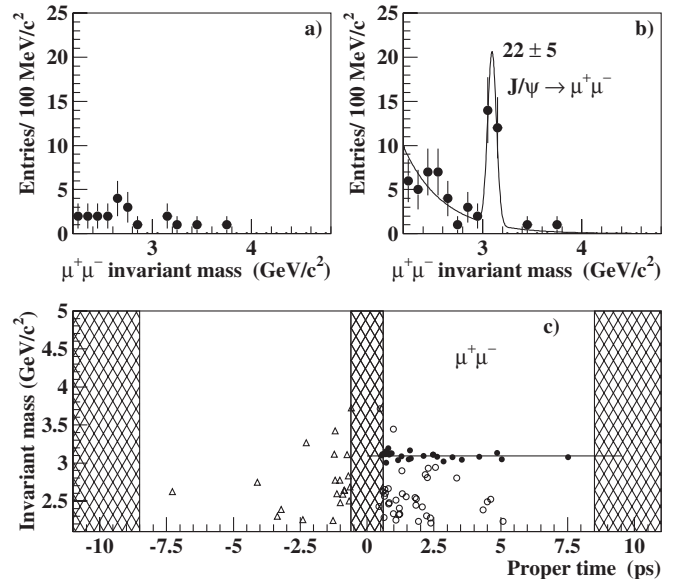 Entries/ 100 MeV/c²
25
20
15
10
5
0
a)
3
4
μ⁺μ⁻ invariant mass (GeV/c²)
Entries/ 100 MeV/c²
25
20
15
10
5
0
b)
22 ± 5
J/ψ → μ⁺μ⁻
3
4
μ⁺μ⁻ invariant mass (GeV/c²)
Invariant mass (GeV/c²)
5
4.5
4
3.5
3
2.5
c)
μ⁺μ⁻
-10 -7.5 -5 -2.5 0 2.5 5 7.5 10
Proper time (ps)